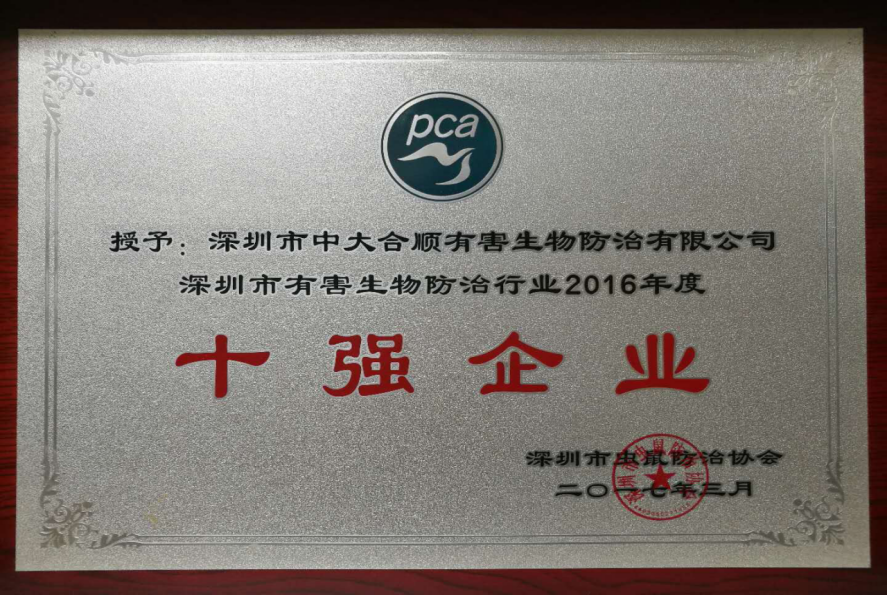 pca
授予：深圳市中大合顺有害生物防治有限公司
深圳市有害生物防治行业2016年度
十强企业
深圳市虫鼠防治协会
二〇一七年三月